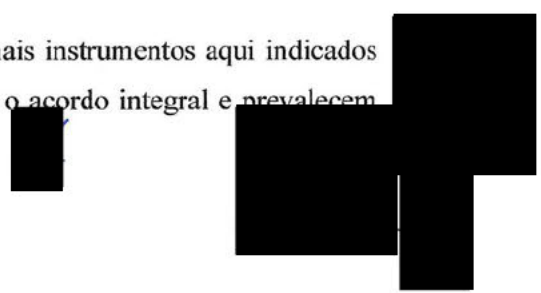 ais instrumentos aqui indicados
o acordo integral e prevalecem